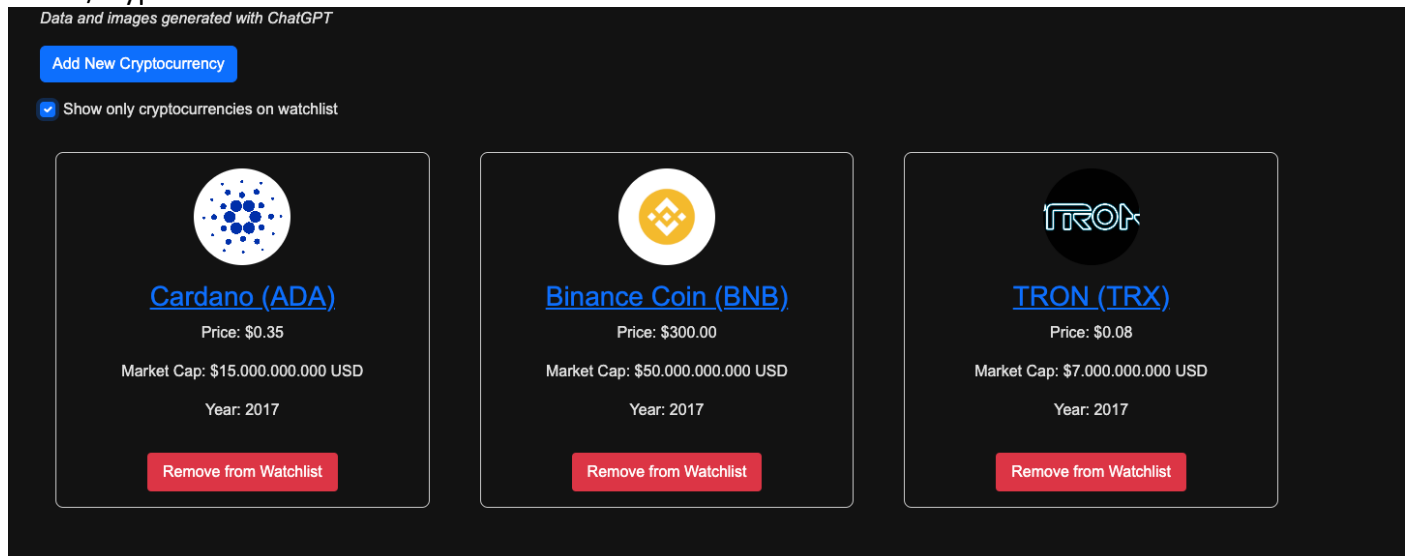 Data and images generated with ChatGPT
Add New Cryptocurrency
Show only cryptocurrencies on watchlist
TRON
Cardano (ADA)
Price: $0.35
Market Cap: $15.000.000.000 USD
Year: 2017
Remove from Watchlist
Binance Coin (BNB)
Price: $300.00
Market Cap: $50.000.000.000 USD
Year: 2017
Remove from Watchlist
TRON (TRX)
Price: $0.08
Market Cap: $7.000.000.000 USD
Year: 2017
Remove from Watchlist